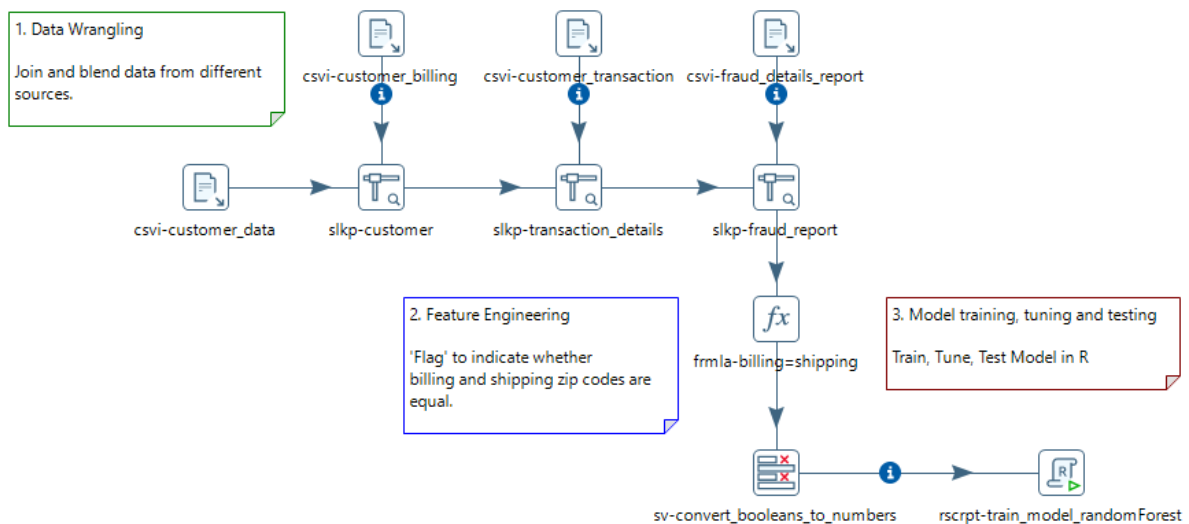 1. Data Wrangling
Join and blend data from different
sources.
csvi-customer_billing
csvi-customer_transaction
csvi-fraud_details_report
csvi-customer_data
slkp-customer
slkp-transaction_details
slkp-fraud_report
2. Feature Engineering
'Flag' to indicate whether
billing and shipping zip codes are
equal.
fx
frmla-billing=shipping
3. Model training, tuning and testing
Train, Tune, Test Model in R
R
sv-convert_booleans_to_numbers
rscrpt-train_model_randomForest